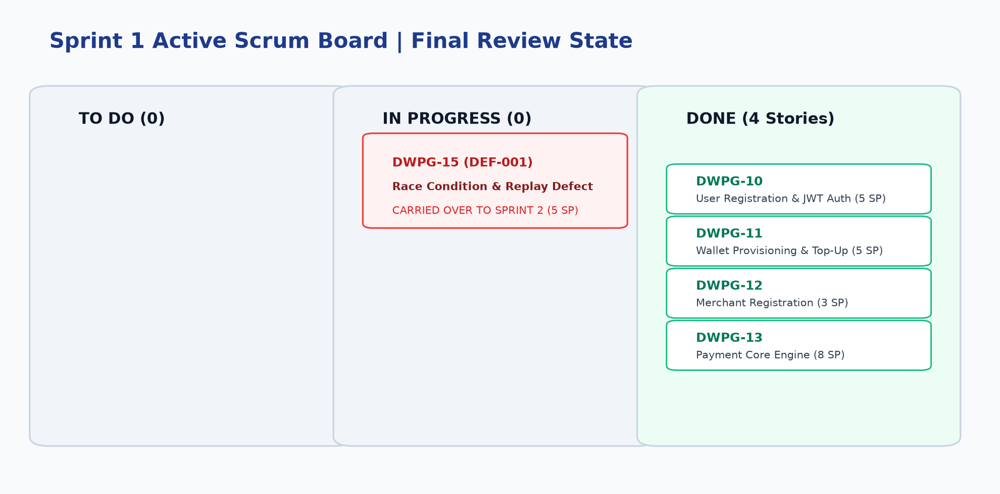 Sprint 1 Active Scrum Board | Final Review State
TO DO (0)
IN PROGRESS (0)
DWPG-15 (DEF-001)
Race Condition & Replay Defect
CARRIED OVER TO SPRINT 2 (5 SP)
DONE (4 Stories)
DWPG-10
User Registration & JWT Auth (5 SP)
DWPG-11
Wallet Provisioning & Top-Up (5 SP)
DWPG-12
Merchant Registration (3 SP)
DWPG-13
Payment Core Engine (8 SP)